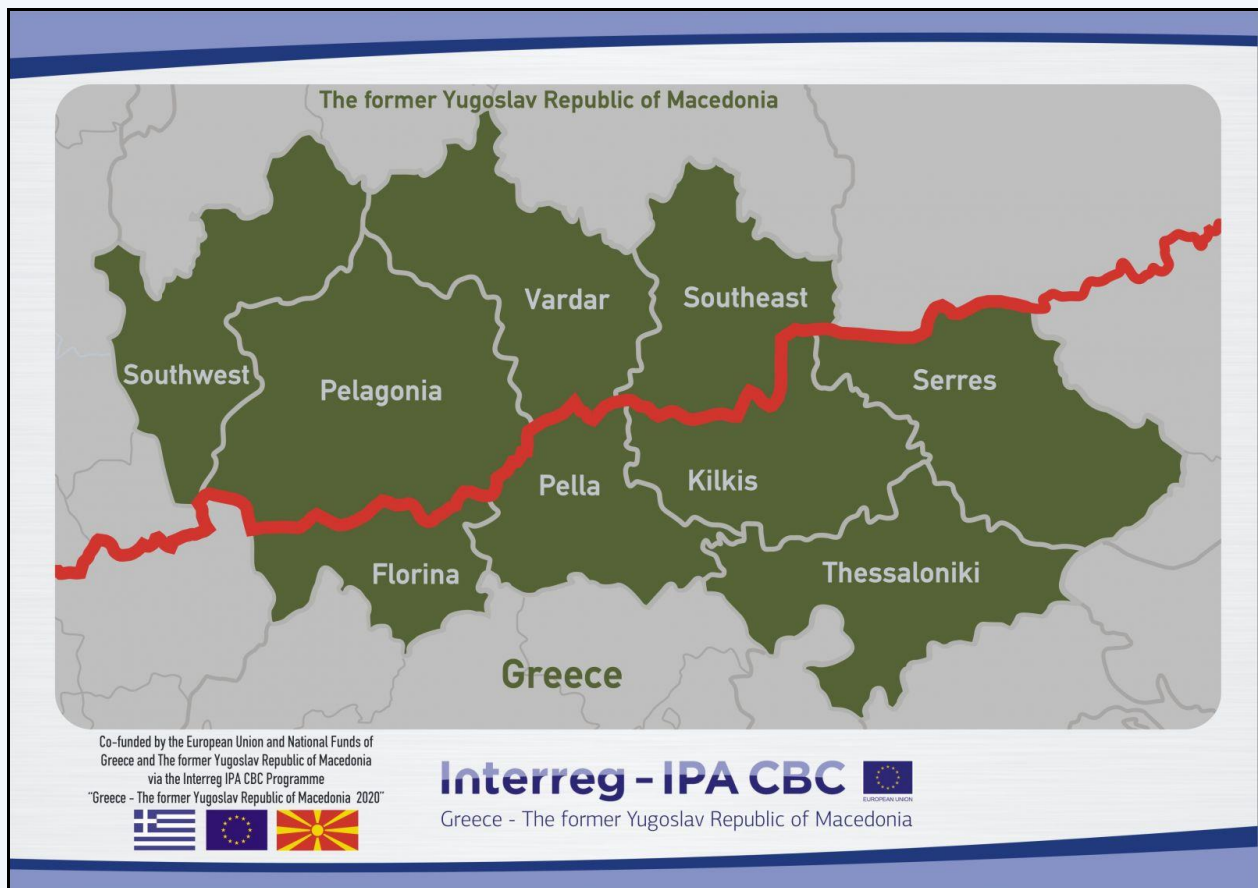 The former Yugoslav Republic of Macedonia
Vardar
Southeast
Southwest
Pelagonia
Serres
Pella
Kilkis
Florina
Thessaloniki
Greece
Co-funded by the European Union and National Funds of
Greece and The former Yugoslav Republic of Macedonia
via the Interreg IPA CBC Programme
"Greece - The former Yugoslav Republic of Macedonia 2020"
Interreg - IPA CBC
EUROPEAN UNION
Greece - The former Yugoslav Republic of Macedonia